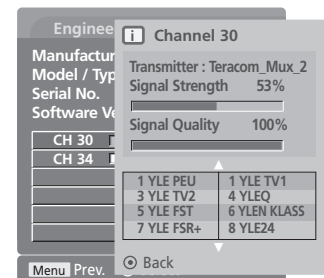 Enginee
Channel 30
Manufactur
Model / Typ
Serial No.
Software Ve
CH 30
CH 34
Transmitter : Teracom_Mux_2
Signal Strength 53%
Signal Quality 100%
1 YLE PEU 1 YLE TV1
3 YLE TV2 4 YLEQ
5 YLE FST 6 YLEN KLASS
7 YLE FSR+ 8 YLE24
Back
Menu Prev.